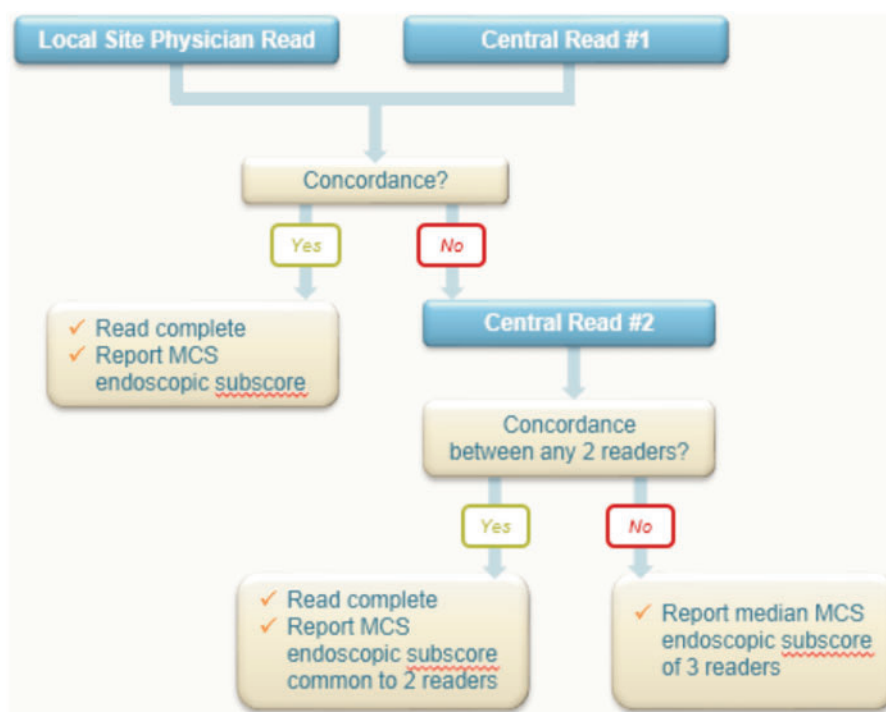 Local Site Physician Read
Central Read #1
Concordance?
Yes
No
✓ Read complete
✓ Report MCS
endoscopic subscore
Central Read #2
Concordance
between any 2 readers?
Yes
No
✓ Read complete
✓ Report MCS
endoscopic subscore
common to 2 readers
✓ Report median MCS
endoscopic subscore
of 3 readers